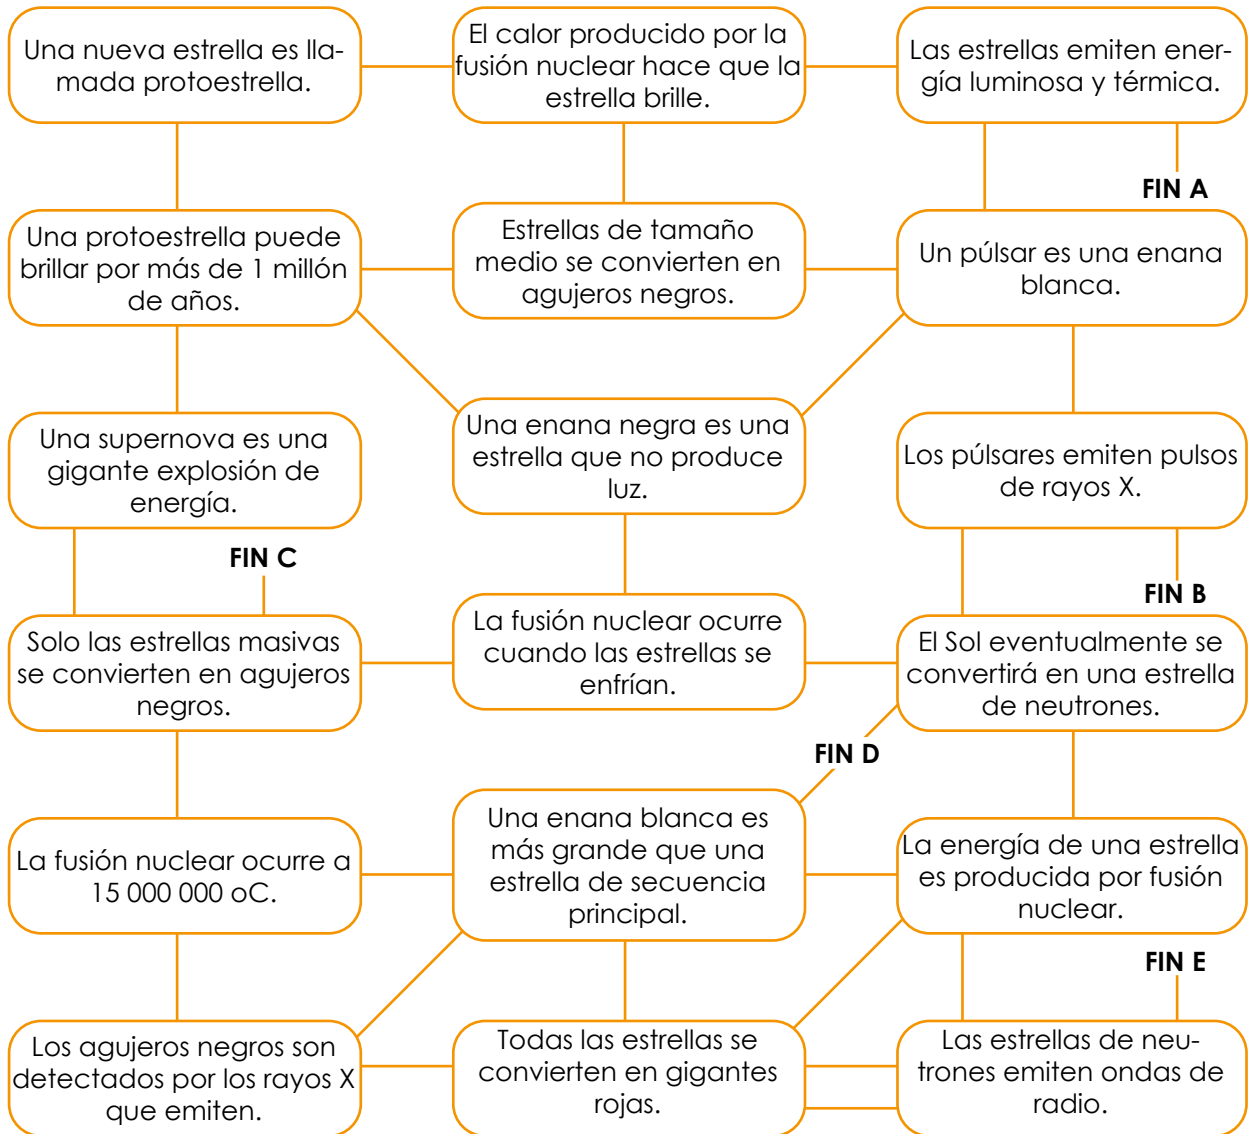 Una nueva estrella es lla-
mada protoestrella.
El calor producido por la
fusión nuclear hace que la
estrella brille.
Las estrellas emiten ener-
gía luminosa y térmica.
FIN A
Una protoestrella puede
brillar por más de 1 millón
de años.
Estrellas de tamaño
medio se convierten en
agujeros negros.
Un púlsar es una enana
blanca.
Una supernova es una
gigante explosión de
energía.
Una enana negra es una
estrella que no produce
luz.
Los púlsares emiten pulsos
de rayos X.
FIN C
FIN B
Solo las estrellas masivas
se convierten en agujeros
negros.
La fusión nuclear ocurre
cuando las estrellas se
enfrían.
El Sol eventualmente se
convertirá en una estrella
de neutrones.
FIN D
La fusión nuclear ocurre a
15 000 000 oC.
Una enana blanca es
más grande que una
estrella de secuencia
principal.
La energía de una estrella
es producida por fusión
nuclear.
FIN E
Los agujeros negros son
detectados por los rayos X
que emiten.
Todas las estrellas se
convierten en gigantes
rojas.
Las estrellas de neu-
trones emiten ondas de
radio.